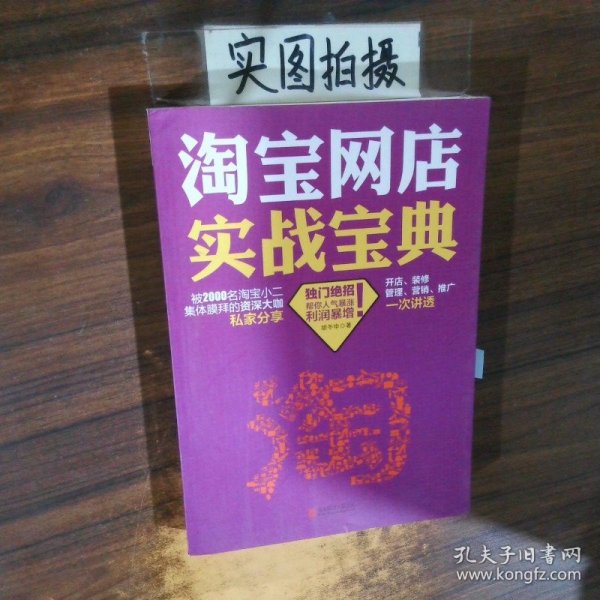 实图拍摄
淘宝网店
实战宝典
被2000名淘宝小二
集体膜拜的资深大咖
私家分享
独门绝招
帮你人气暴涨
利润暴增!
开店、装修
管理、营销、推广
一次讲透
淘
孔夫子旧书网
www.kongfz.com